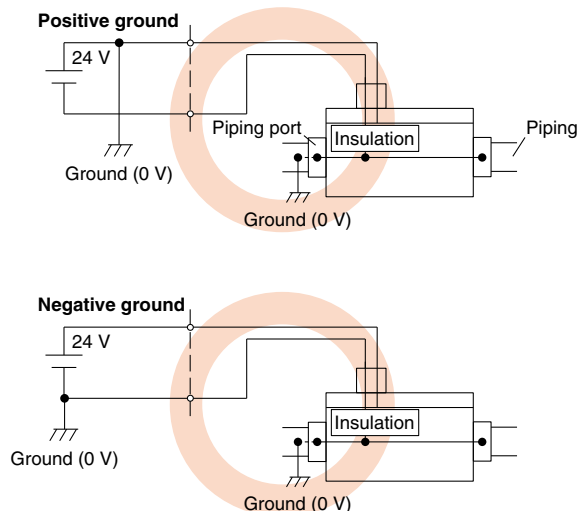 Positive ground
24 V
Piping port
Insulation
Piping
Ground (0 V)
Ground (0 V)
Negative ground
24 V
Insulation
Ground (0 V)
Ground (0 V)